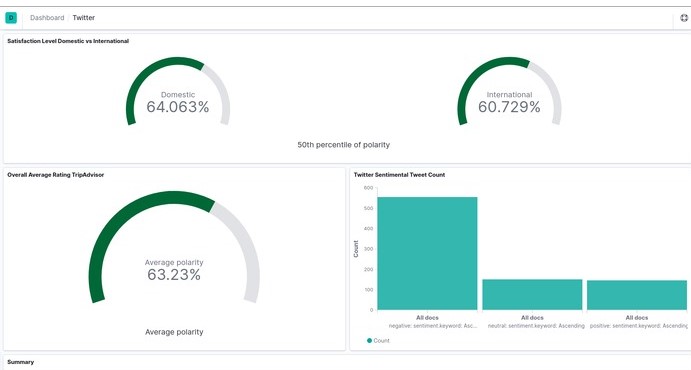 D Dashboard Twitter
Satisfaction Level Domestic vs International
Domestic
64.063%
International
60.729%
50th percentile of polarity
Overall Average Rating TripAdvisor
Average polarity
63.23%
Average polarity
Twitter Sentimental Tweet Count
600
500
400
300
200
100
0
Count
All docs
negative: sentiment.keyword: Asc...
All docs
neutral: sentiment.keyword: Ascending
All docs
positive: sentiment.keyword: Ascending
Count
Summary